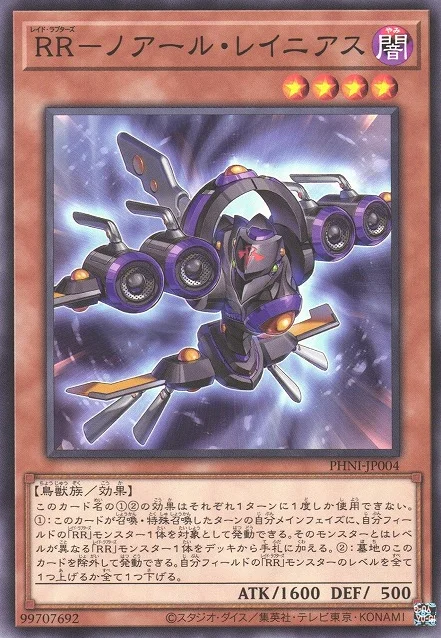 レイド・ラプターズ
RR－ノアール・レイニアス
やみ
闇
PHNI-JP004
【鳥獣族／効果】
このカード名の①②の効果はそれぞれ1ターンに1度しか使用できない。
①：このカードが召喚・特殊召喚したターンの自分メインフェイズに、自分フィ
ールドの「RR」モンスター1体を対象として発動できる。そのモンスターとはレベ
ルが異なる「RR」モンスター1体をデッキから手札に加える。②：墓地のこの
カードを除外して発動できる。自分フィールドの「RR」モンスターのレベルを全
て1つ上げるか全て1つ下げる。
ATK/1600 DEF/ 500
99707692
©スタジオ・ダイス／集英社・テレビ東京・KONAMI